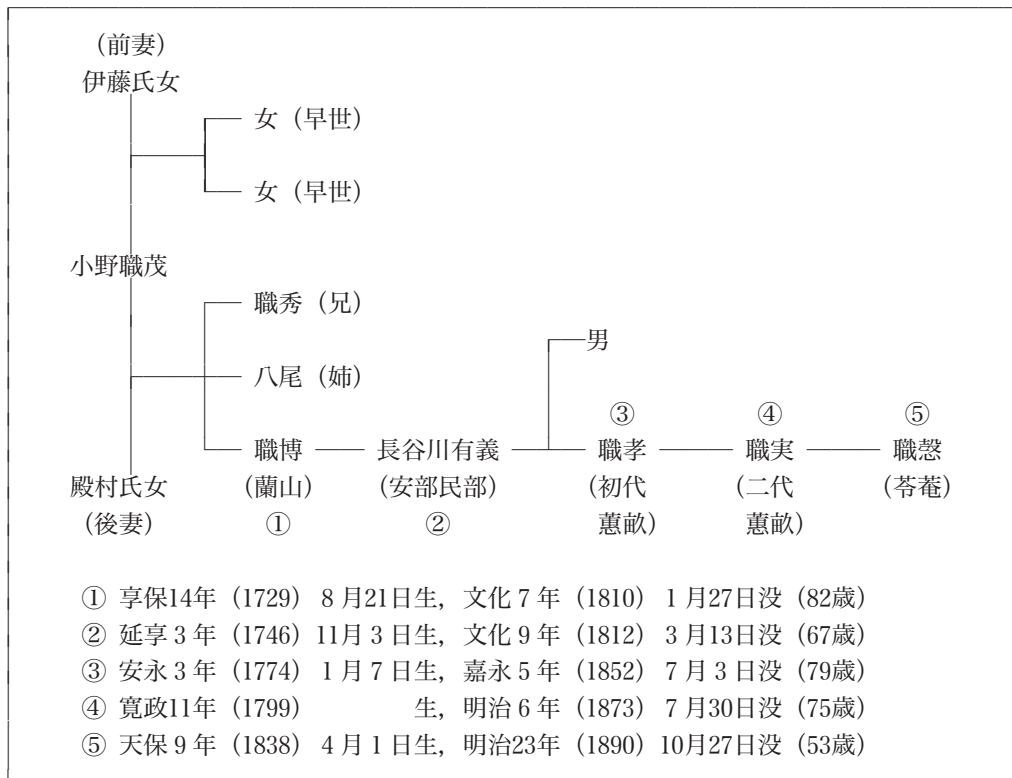 (前妻)
伊藤氏女
女(早世)
女(早世)
小野職茂
職秀(兄)
男
八尾(姉)
③ ④ ⑤
職博 長谷川有義 職孝 職実 職愨
殿村氏女 (蘭山) (安部民部) (初代 (二代 (苓菴)
(後妻) ① ② 蕙畝) 蕙畝)
① 享保14年(1729) 8月21日生,文化7年(1810) 1月27日没(82歳)
② 延享3年(1746)11月3日生,文化9年(1812) 3月13日没(67歳)
③ 安永3年(1774) 1月7日生,嘉永5年(1852) 7月3日没(79歳)
④ 寛政11年(1799) 生,明治6年(1873) 7月30日没(75歳)
⑤ 天保9年(1838) 4月1日生,明治23年(1890)10月27日没(53歳)